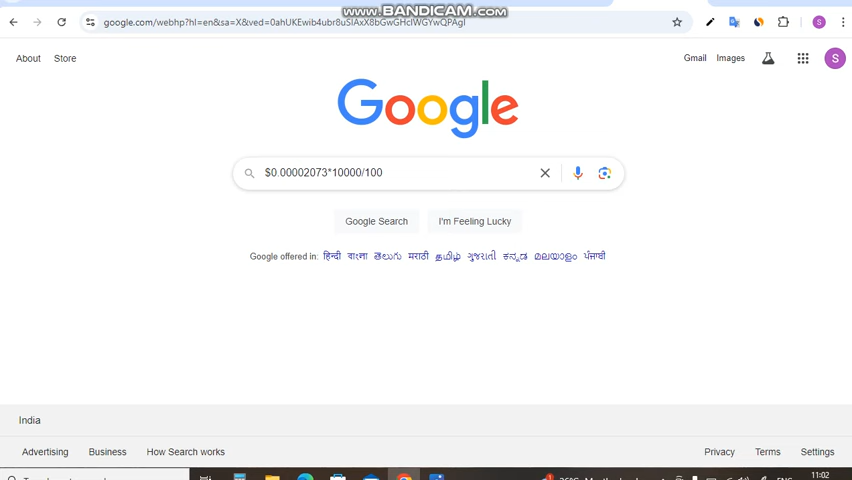 www.BANDICAM.com
google.com/webhp?hl=en&sa=X&ved=0ahUKEwib4ubr8uSIAxX8bGwGHcIWGYwQPAgI
S
About Store Gmail Images S
Google
$0.00002073*10000/100
Google Search I'm Feeling Lucky
Google offered in: हिन्दी বাংলা తెలుగు मराठी தமிழ் ગુજરાતી ಕನ್ನಡ മലയാളം ਪੰਜਾਬੀ
India
Advertising Business How Search works Privacy Terms Settings
11:02